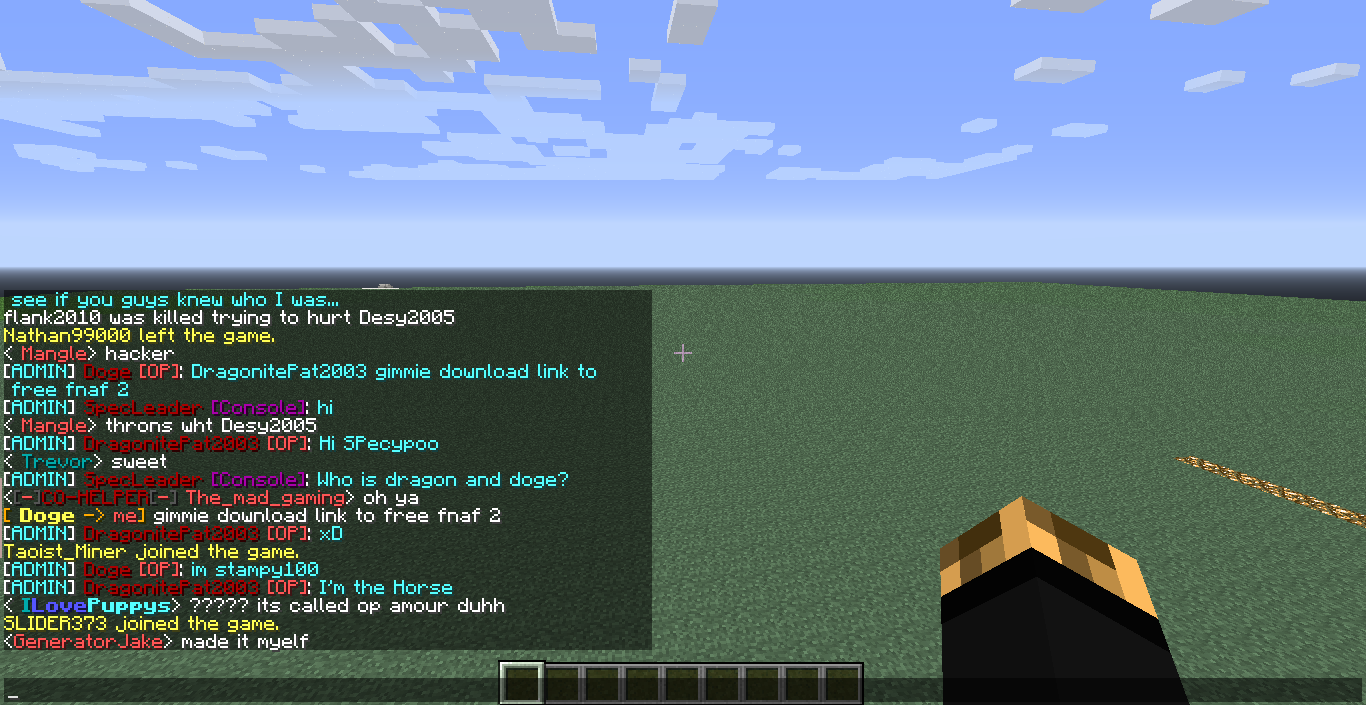 see if you guys knew who I was...
flank2010 was killed trying to hurt Desy2005
Nathan99000 left the game.
< Mangle> hacker
[ADMIN] Doge [OP]: DragonitePat2003 gimmie download link to
free fnaf 2
[ADMIN] SpecLeader [Console]: hi
< Mangle> throns wht Desy2005
[ADMIN] DragonitePat2003 [OP]: Hi SPecypoo
< Trevor> sweet
[ADMIN] SpecLeader [Console]: Who is dragon and doge?
<[-]CO-HELPER[-] The_mad_gaming> oh ya
[ Doge -> me] gimmie download link to free fnaf 2
[ADMIN] DragonitePat2003 [OP]: xD
Taoist_Miner joined the game.
[ADMIN] Doge [OP]: im stampy100
[ADMIN] DragonitePat2003 [OP]: I'm the Horse
< ILovePuppys> ????? its called op amour duhh
SLIDER373 joined the game.
<GeneratorJake> made it myelf
_